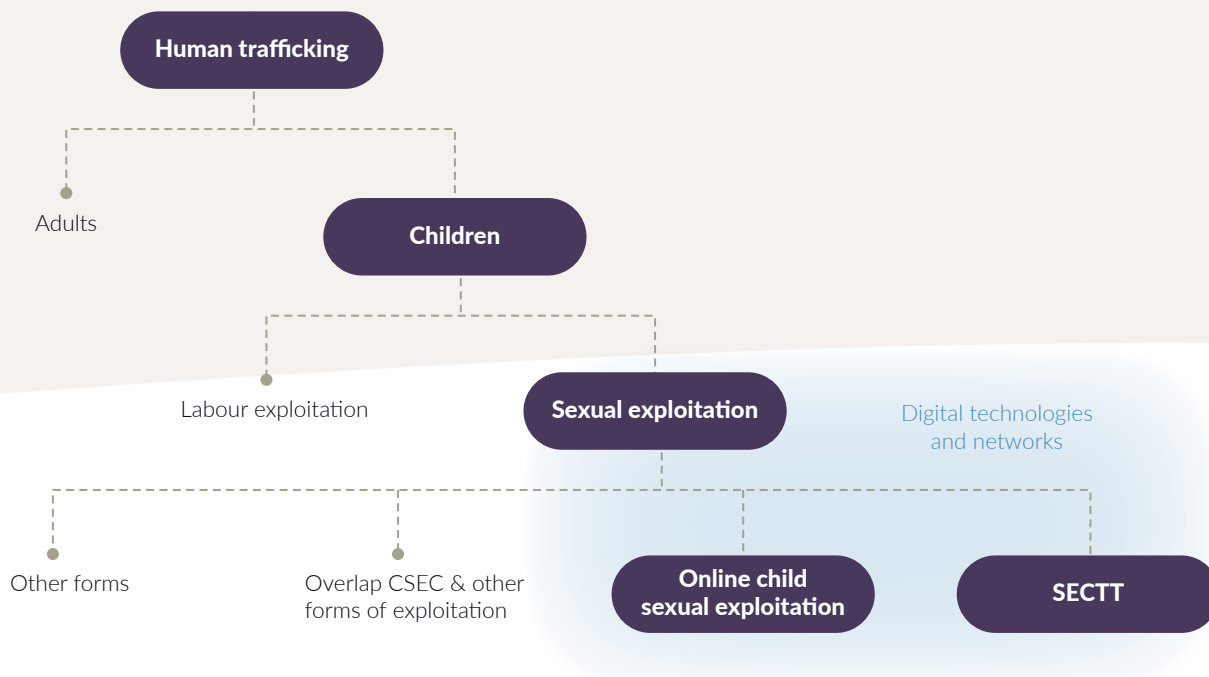 Human trafficking
Adults
Children
Labour exploitation
Sexual exploitation
Digital technologies
and networks
Other forms
Overlap CSEC & other
forms of exploitation
Online child
sexual exploitation
SECTT